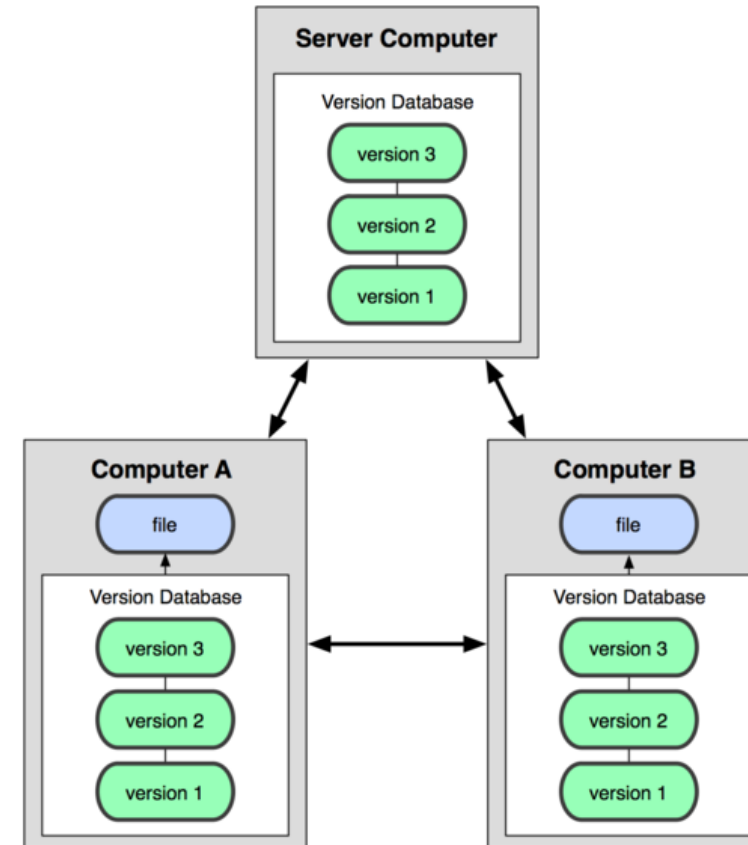 Server Computer
Version Database
version 3
version 2
version 1
Computer A
file
Version Database
version 3
version 2
version 1
Computer B
file
Version Database
version 3
version 2
version 1